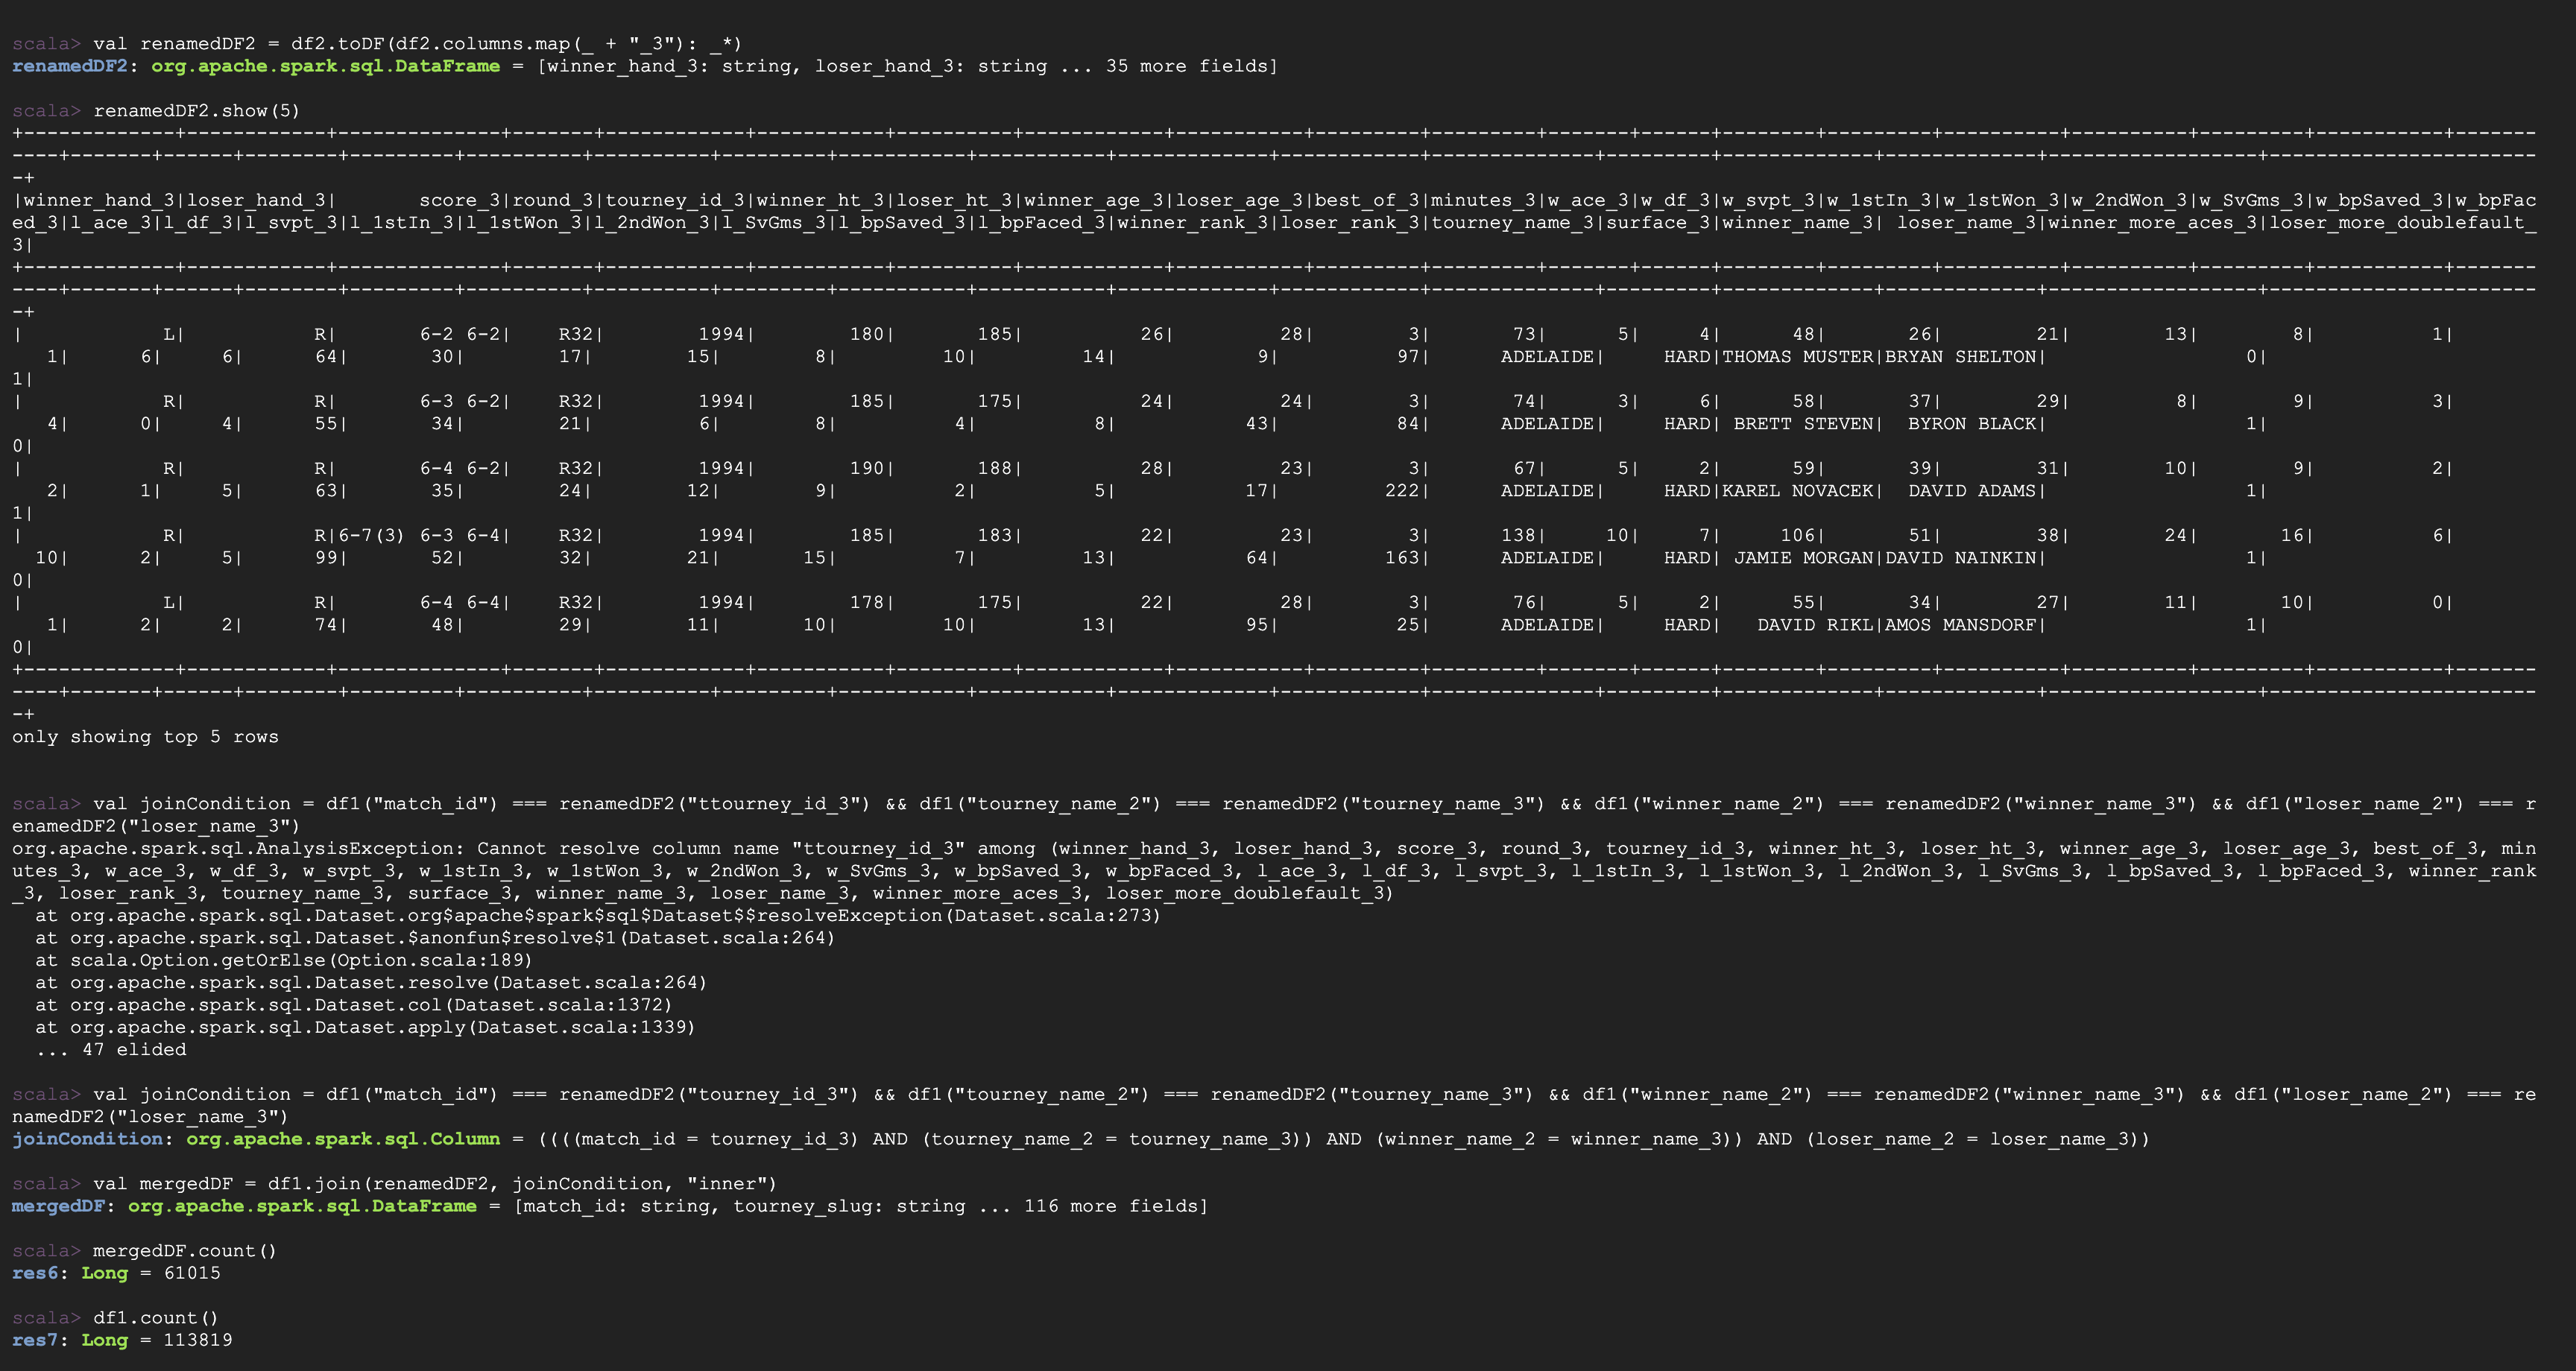 scala> val renamedDF2 = df2.toDF(df2.columns.map(_ + "_3"): _*)
renamedDF2: org.apache.spark.sql.DataFrame = [winner_hand_3: string, loser_hand_3: string ... 35 more fields]
scala> renamedDF2.show(5)
+-------------+------------+--------------+-------+------------+-----------+----------+------------+-----------+---------+---------+-------+------+--------+---------+----------+----------+---------+-----------+-------
----+-------+------+--------+---------+----------+----------+---------+-----------+-----------+-------------+------------+--------------+---------+-------------+-------------+------------------+-----------------------
-+
|winner_hand_3|loser_hand_3|       score_3|round_3|tourney_id_3|winner_ht_3|loser_ht_3|winner_age_3|loser_age_3|best_of_3|minutes_3|w_ace_3|w_df_3|w_svpt_3|w_1stIn_3|w_1stWon_3|w_2ndWon_3|w_SvGms_3|w_bpSaved_3|w_bpFac
ed_3|l_ace_3|l_df_3|l_svpt_3|l_1stIn_3|l_1stWon_3|l_2ndWon_3|l_SvGms_3|l_bpSaved_3|l_bpFaced_3|winner_rank_3|loser_rank_3|tourney_name_3|surface_3|winner_name_3| loser_name_3|winner_more_aces_3|loser_more_doublefault_
3|
+-------------+------------+--------------+-------+------------+-----------+----------+------------+-----------+---------+---------+-------+------+--------+---------+----------+----------+---------+-----------+-------
----+-------+------+--------+---------+----------+----------+---------+-----------+-----------+-------------+------------+--------------+---------+-------------+-------------+------------------+-----------------------
-+
|            L|           R|       6-2 6-2|    R32|        1994|        180|       185|          26|         28|        3|       73|      5|     4|      48|       26|        21|        13|        8|          1|
   1|      6|     6|      64|       30|        17|        15|        8|         10|         14|            9|          97|      ADELAIDE|     HARD|THOMAS MUSTER|BRYAN SHELTON|                 0|
1|
|            R|           R|       6-3 6-2|    R32|        1994|        185|       175|          24|         24|        3|       74|      3|     6|      58|       37|        29|         8|        9|          3|
   4|      0|     4|      55|       34|        21|         6|        8|          4|          8|           43|          84|      ADELAIDE|     HARD| BRETT STEVEN|  BYRON BLACK|                 1|
0|
|            R|           R|       6-4 6-2|    R32|        1994|        190|       188|          28|         23|        3|       67|      5|     2|      59|       39|        31|        10|        9|          2|
   2|      1|     5|      63|       35|        24|        12|        9|          2|          5|           17|         222|      ADELAIDE|     HARD|KAREL NOVACEK|  DAVID ADAMS|                 1|
1|
|            R|           R|6-7(3) 6-3 6-4|    R32|        1994|        185|       183|          22|         23|        3|      138|     10|     7|     106|       51|        38|        24|       16|          6|
  10|      2|     5|      99|       52|        32|        21|       15|          7|         13|           64|         163|      ADELAIDE|     HARD| JAMIE MORGAN|DAVID NAINKIN|                 1|
0|
|            L|           R|       6-4 6-4|    R32|        1994|        178|       175|          22|         28|        3|       76|      5|     2|      55|       34|        27|        11|       10|          0|
   1|      2|     2|      74|       48|        29|        11|       10|         10|         13|           95|          25|      ADELAIDE|     HARD|   DAVID RIKL|AMOS MANSDORF|                 1|
0|
+-------------+------------+--------------+-------+------------+-----------+----------+------------+-----------+---------+---------+-------+------+--------+---------+----------+----------+---------+-----------+-------
----+-------+------+--------+---------+----------+----------+---------+-----------+-----------+-------------+------------+--------------+---------+-------------+-------------+------------------+-----------------------
-+
only showing top 5 rows
scala> val joinCondition = df1("match_id") === renamedDF2("ttourney_id_3") && df1("tourney_name_2") === renamedDF2("tourney_name_3") && df1("winner_name_2") === renamedDF2("winner_name_3") && df1("loser_name_2") === r
enamedDF2("loser_name_3")
org.apache.spark.sql.AnalysisException: Cannot resolve column name "ttourney_id_3" among (winner_hand_3, loser_hand_3, score_3, round_3, tourney_id_3, winner_ht_3, loser_ht_3, winner_age_3, loser_age_3, best_of_3, min
utes_3, w_ace_3, w_df_3, w_svpt_3, w_1stIn_3, w_1stWon_3, w_2ndWon_3, w_SvGms_3, w_bpSaved_3, w_bpFaced_3, l_ace_3, l_df_3, l_svpt_3, l_1stIn_3, l_1stWon_3, l_2ndWon_3, l_SvGms_3, l_bpSaved_3, l_bpFaced_3, winner_rank
_3, loser_rank_3, tourney_name_3, surface_3, winner_name_3, loser_name_3, winner_more_aces_3, loser_more_doublefault_3)
  at org.apache.spark.sql.Dataset.org$apache$spark$sql$Dataset$$resolveException(Dataset.scala:273)
  at org.apache.spark.sql.Dataset.$anonfun$resolve$1(Dataset.scala:264)
  at scala.Option.getOrElse(Option.scala:189)
  at org.apache.spark.sql.Dataset.resolve(Dataset.scala:264)
  at org.apache.spark.sql.Dataset.col(Dataset.scala:1372)
  at org.apache.spark.sql.Dataset.apply(Dataset.scala:1339)
  ... 47 elided
scala> val joinCondition = df1("match_id") === renamedDF2("tourney_id_3") && df1("tourney_name_2") === renamedDF2("tourney_name_3") && df1("winner_name_2") === renamedDF2("winner_name_3") && df1("loser_name_2") === re
namedDF2("loser_name_3")
joinCondition: org.apache.spark.sql.Column = ((((match_id = tourney_id_3) AND (tourney_name_2 = tourney_name_3)) AND (winner_name_2 = winner_name_3)) AND (loser_name_2 = loser_name_3))
scala> val mergedDF = df1.join(renamedDF2, joinCondition, "inner")
mergedDF: org.apache.spark.sql.DataFrame = [match_id: string, tourney_slug: string ... 116 more fields]
scala> mergedDF.count()
res6: Long = 61015
scala> df1.count()
res7: Long = 113819